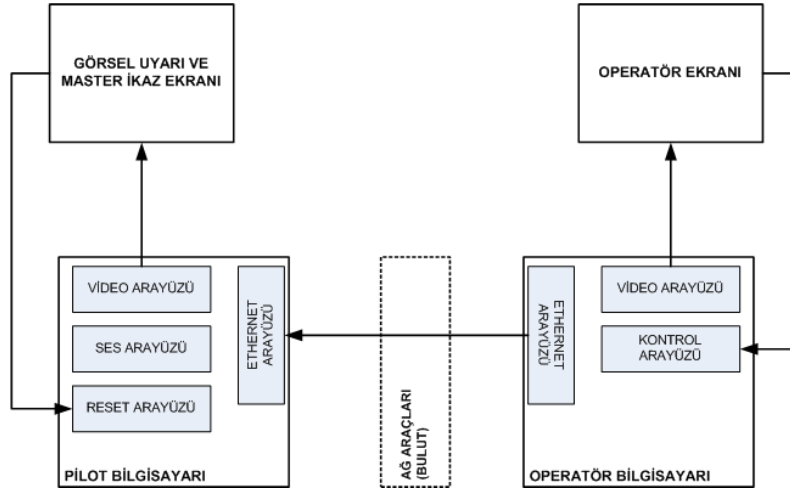 GÖRSEL UYARI VE
MASTER İKAZ EKRANI
OPERATÖR EKRANI
VİDEO ARAYÜZÜ
SES ARAYÜZÜ
RESET ARAYÜZÜ
ETHERNET
ARAYÜZÜ
PİLOT BİLGİSAYARI
AĞ ARAÇLARI
(BULUT)
ETHERNET
ARAYÜZÜ
VİDEO ARAYÜZÜ
KONTROL
ARAYÜZÜ
OPERATÖR BİLGİSAYARI